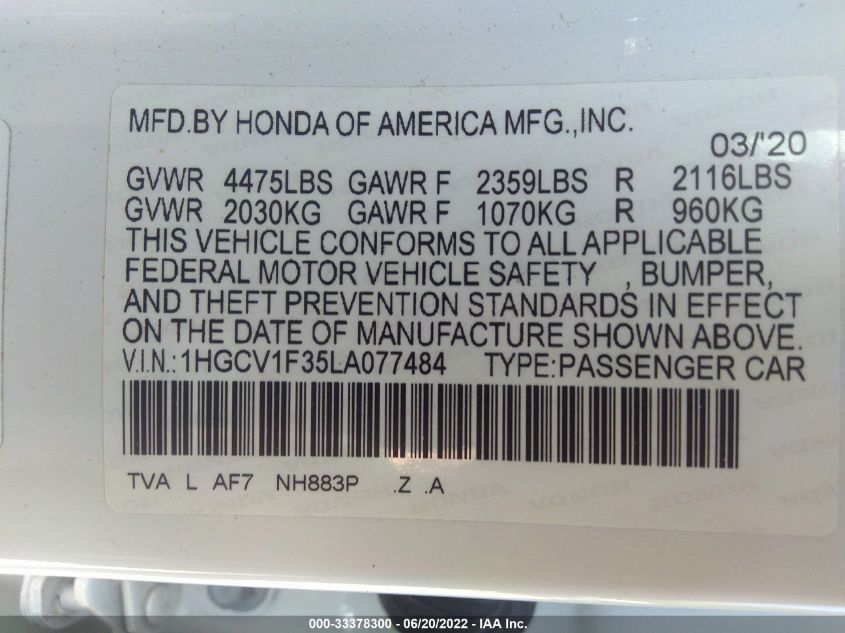 MFD.BY HONDA OF AMERICA MFG.,INC.
03/'20
GVWR 4475LBS GAWR F 2359LBS R 2116LBS
GVWR 2030KG GAWR F 1070KG R 960KG
THIS VEHICLE CONFORMS TO ALL APPLICABLE
FEDERAL MOTOR VEHICLE SAFETY , BUMPER,
AND THEFT PREVENTION STANDARDS IN EFFECT
ON THE DATE OF MANUFACTURE SHOWN ABOVE.
V.I.N.:1HGCV1F35LA077484 TYPE:PASSENGER CAR
TVA L AF7 NH883P .Z .A
000-33378300 - 06/20/2022 - IAA Inc.